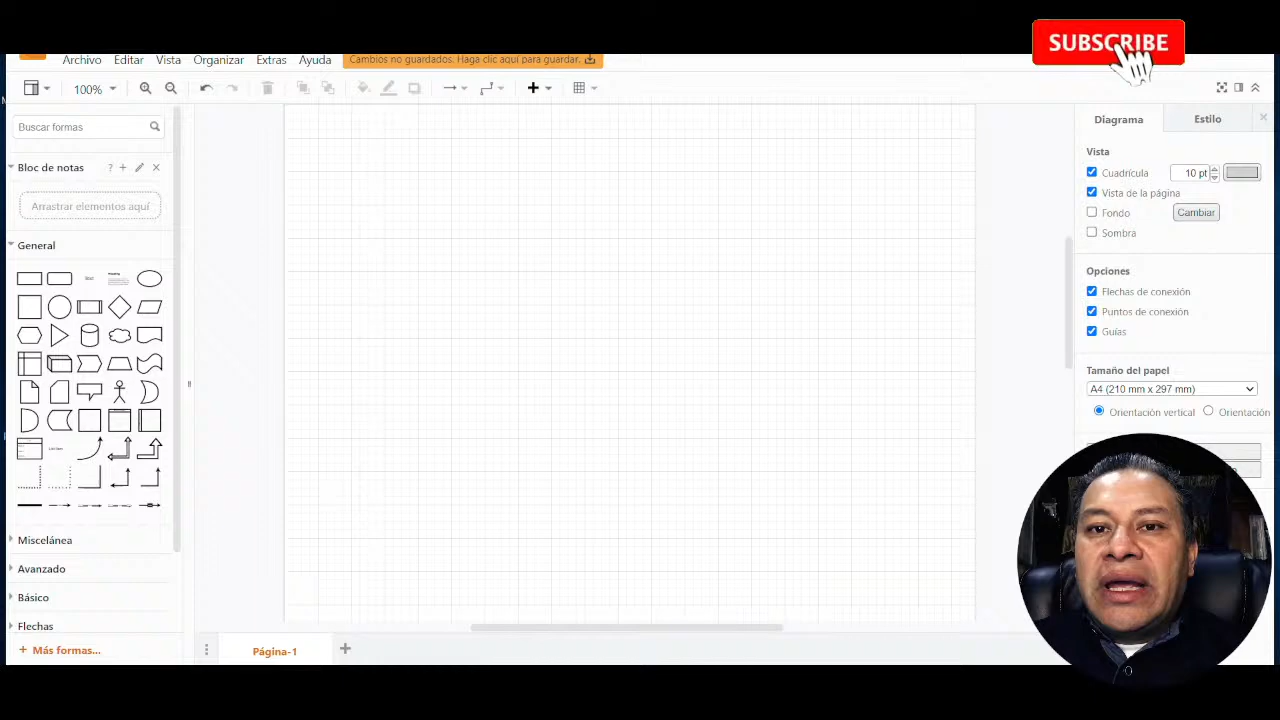 SUBSCRIBE
Archivo Editar Vista Organizar Extras Ayuda Cambios no guardados. Haga clic aquí para guardar.
100%
Buscar formas
Diagrama Estilo
Vista
Bloc de notas ?
Cuadrícula 10 pt
Vista de la página
Arrastrar elementos aquí
Fondo Cambiar
Sombra
General
Opciones
Flechas de conexión
Puntos de conexión
Guías
Tamaño del papel
A4 (210 mm x 297 mm)
Orientación vertical Orientación
Misceláneа
Avanzado
Básico
Flechas
+ Más formas...
Página-1